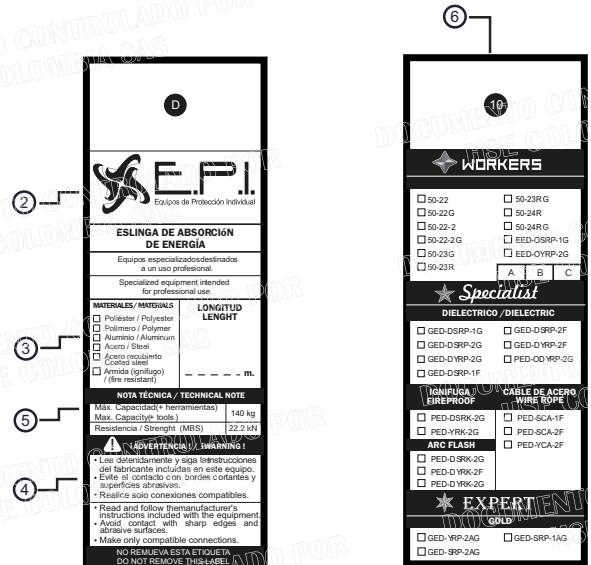 6
D
10
2
E.P.I.
Equipos de Protección Individual
ESLINGA DE ABSORCIóN
DE ENERGÍA
Equipos especializadosdestinados
a un uso profesional.
Specialized equipment intended
for professional use.
MATERIALES / MATERIALS
Poliéster / Polyester
Polímero / Polymer
Aluminio / Aluminum
Acero / Steel
Acero recubierto
Coated steel
Armida (ignifugo)
/ (fire resistant)
LONGITUD
LENGHT
_ _ _ _ _ m.
3
NOTA TÉCNICA / TECHNICAL NOTE
5
Máx. Capacidad(+ herramientas)
Max. Capacity(+ tools )
140 kg
Resistencia / Strenght (MBS)
22.2 kN
¡ADVERTENCIA! / ¡WARNING !
4
• Lea detenidamente y siga lasinstrucciones
del fabricante incluidas en este equipo.
• Evite el contacto con bordes cortantes y
superficies abrasivas.
• Realice solo conexiones compatibles.
• Read and follow themanufacturer's
instructions included with the equipment.
• Avoid contact with sharp edges and
abrasive surfaces.
• Make only compatible connections.
NO REMUEVA ESTA ETIQUETA
DO NOT REMOVE THIS LABEL
WORKERS
50-22
50-22G
50-22-2
50-22-2G
50-23G
50-23R
50-23RG
50-24R
50-24RG
EED-OSRP-1G
EED-OYRP-2G
A B C
Specialist
DIELECTRICO /DIELECTRIC
GED-DSRP-1G
GED-DSRP-2G
GED-DYRP-2G
GED-DSRP-1F
GED-DSRP-2F
GED-DYRP-2F
PED-ODYRP-2G
IGNIFUGA
FIREPROOF
PED-DSRK-2G
PED-YRK-2G
ARC FLASH
PED-DSRK-2G
PED-DYRK-2F
PED-DYRK-2G
CABLE DE ACERO
WIRE ROPE
PED-SCA-1F
PED-SCA-2F
PED-YCA-2F
EXPERT
GOLD
GED-YRP-2AG
GED-SRP-2AG
GED-SRP-1AG
DOCUMENTO CONTROLADO POR
HSE COLOMBIA SAS